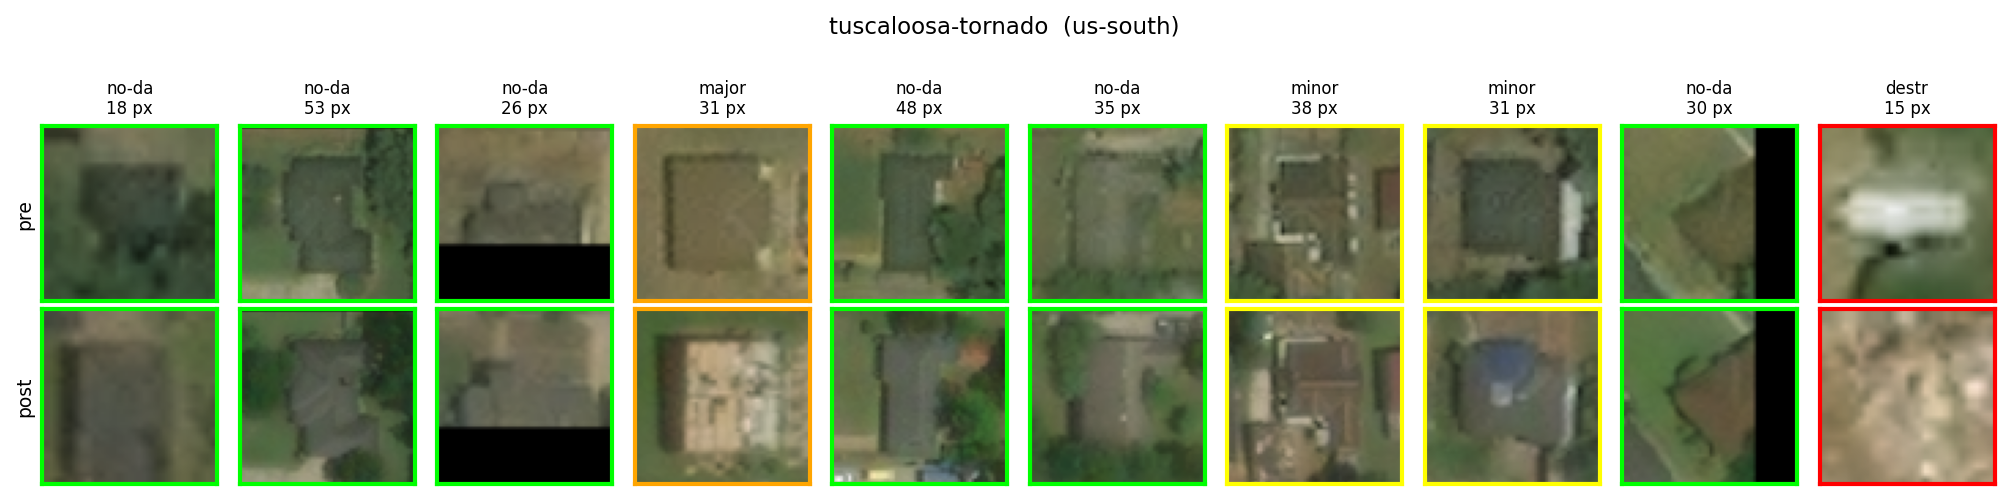 tuscaloosa-tornado  (us-south)
no-da
18 px
no-da
53 px
no-da
26 px
major
31 px
no-da
48 px
no-da
35 px
minor
38 px
minor
31 px
no-da
30 px
destr
15 px
pre
post